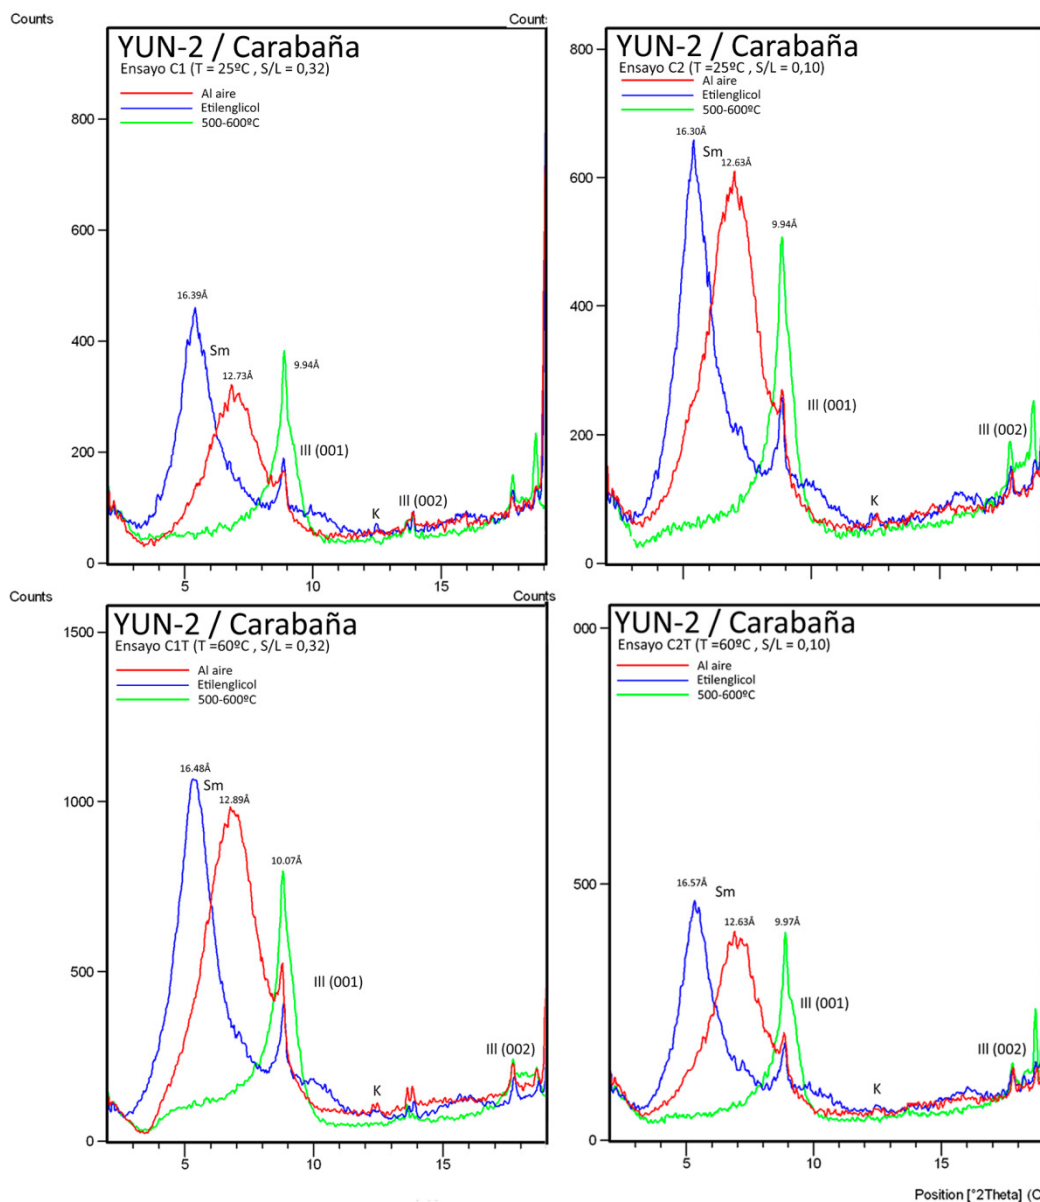 Counts
YUN-2 / Carabaña
Ensayo C1 (T = 25ºC , S/L = 0,32)
Al aire
Etilenglicol
500-600ºC
800
600
400
200
0
16.39Å
Sm
12.73Å
9.94Å
Ill (001)
K
Ill (002)
5
10
15
Counts
YUN-2 / Carabaña
Ensayo C2 (T =25ºC , S/L = 0,10)
Al aire
Etilenglicol
500-600ºC
800
600
400
200
0
16.30Å
Sm
12.63Å
9.94Å
Ill (001)
Ill (002)
K
Counts
YUN-2 / Carabaña
Ensayo C1T (T =60ºC , S/L = 0,32)
Al aire
Etilenglicol
500-600ºC
1500
1000
500
0
16.48Å
Sm
12.89Å
10.07Å
Ill (001)
Ill (002)
K
5
10
15
Counts
YUN-2 / Carabaña
Ensayo C2T (T =60ºC , S/L = 0,10)
Al aire
Etilenglicol
500-600ºC
000
500
0
16.57Å
Sm
12.63Å
9.97Å
Ill (001)
Ill (002)
K
5
10
15
Position [°2Theta] (C